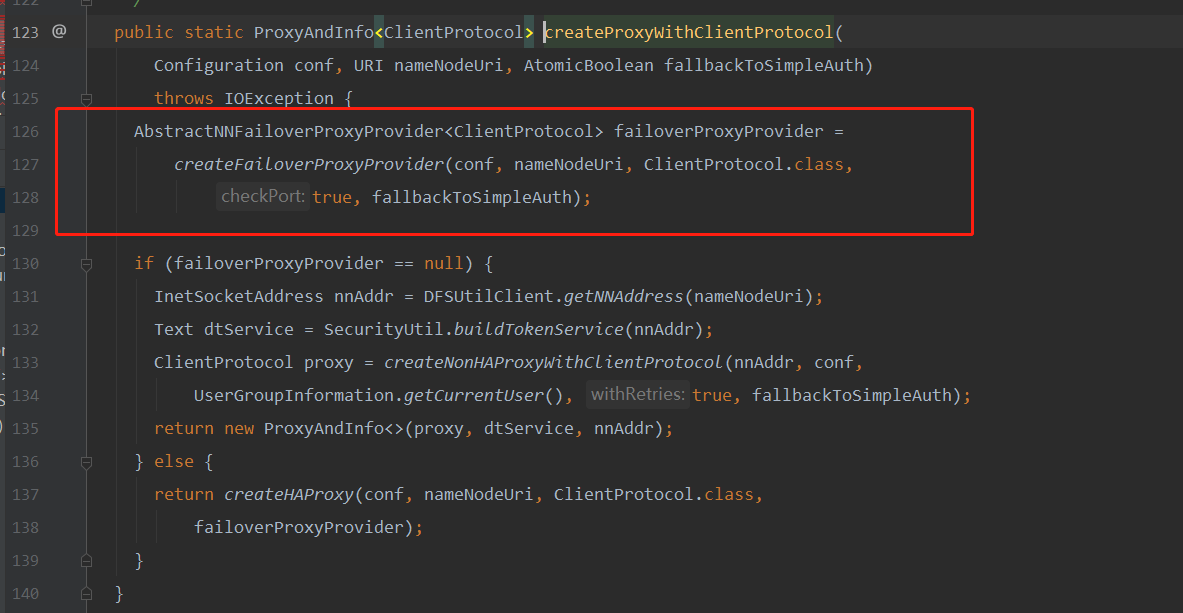 122 */
123 @ public static ProxyAndInfo<ClientProtocol> createProxyWithClientProtocol(
124 Configuration conf, URI nameNodeUri, AtomicBoolean fallbackToSimpleAuth)
125 throws IOException {
126 AbstractNNFailoverProxyProvider<ClientProtocol> failoverProxyProvider =
127 createFailoverProxyProvider(conf, nameNodeUri, ClientProtocol.class,
128 checkPort: true, fallbackToSimpleAuth);
129
130 if (failoverProxyProvider == null) {
131 InetSocketAddress nnAddr = DFSUtilClient.getNNAddress(nameNodeUri);
132 Text dtService = SecurityUtil.buildTokenService(nnAddr);
133 ClientProtocol proxy = createNonHAProxyWithClientProtocol(nnAddr, conf,
134 UserGroupInformation.getCurrentUser(), withRetries: true, fallbackToSimpleAuth);
135 return new ProxyAndInfo<>(proxy, dtService, nnAddr);
136 } else {
137 return createHAProxy(conf, nameNodeUri, ClientProtocol.class,
138 failoverProxyProvider);
139 }
140 }